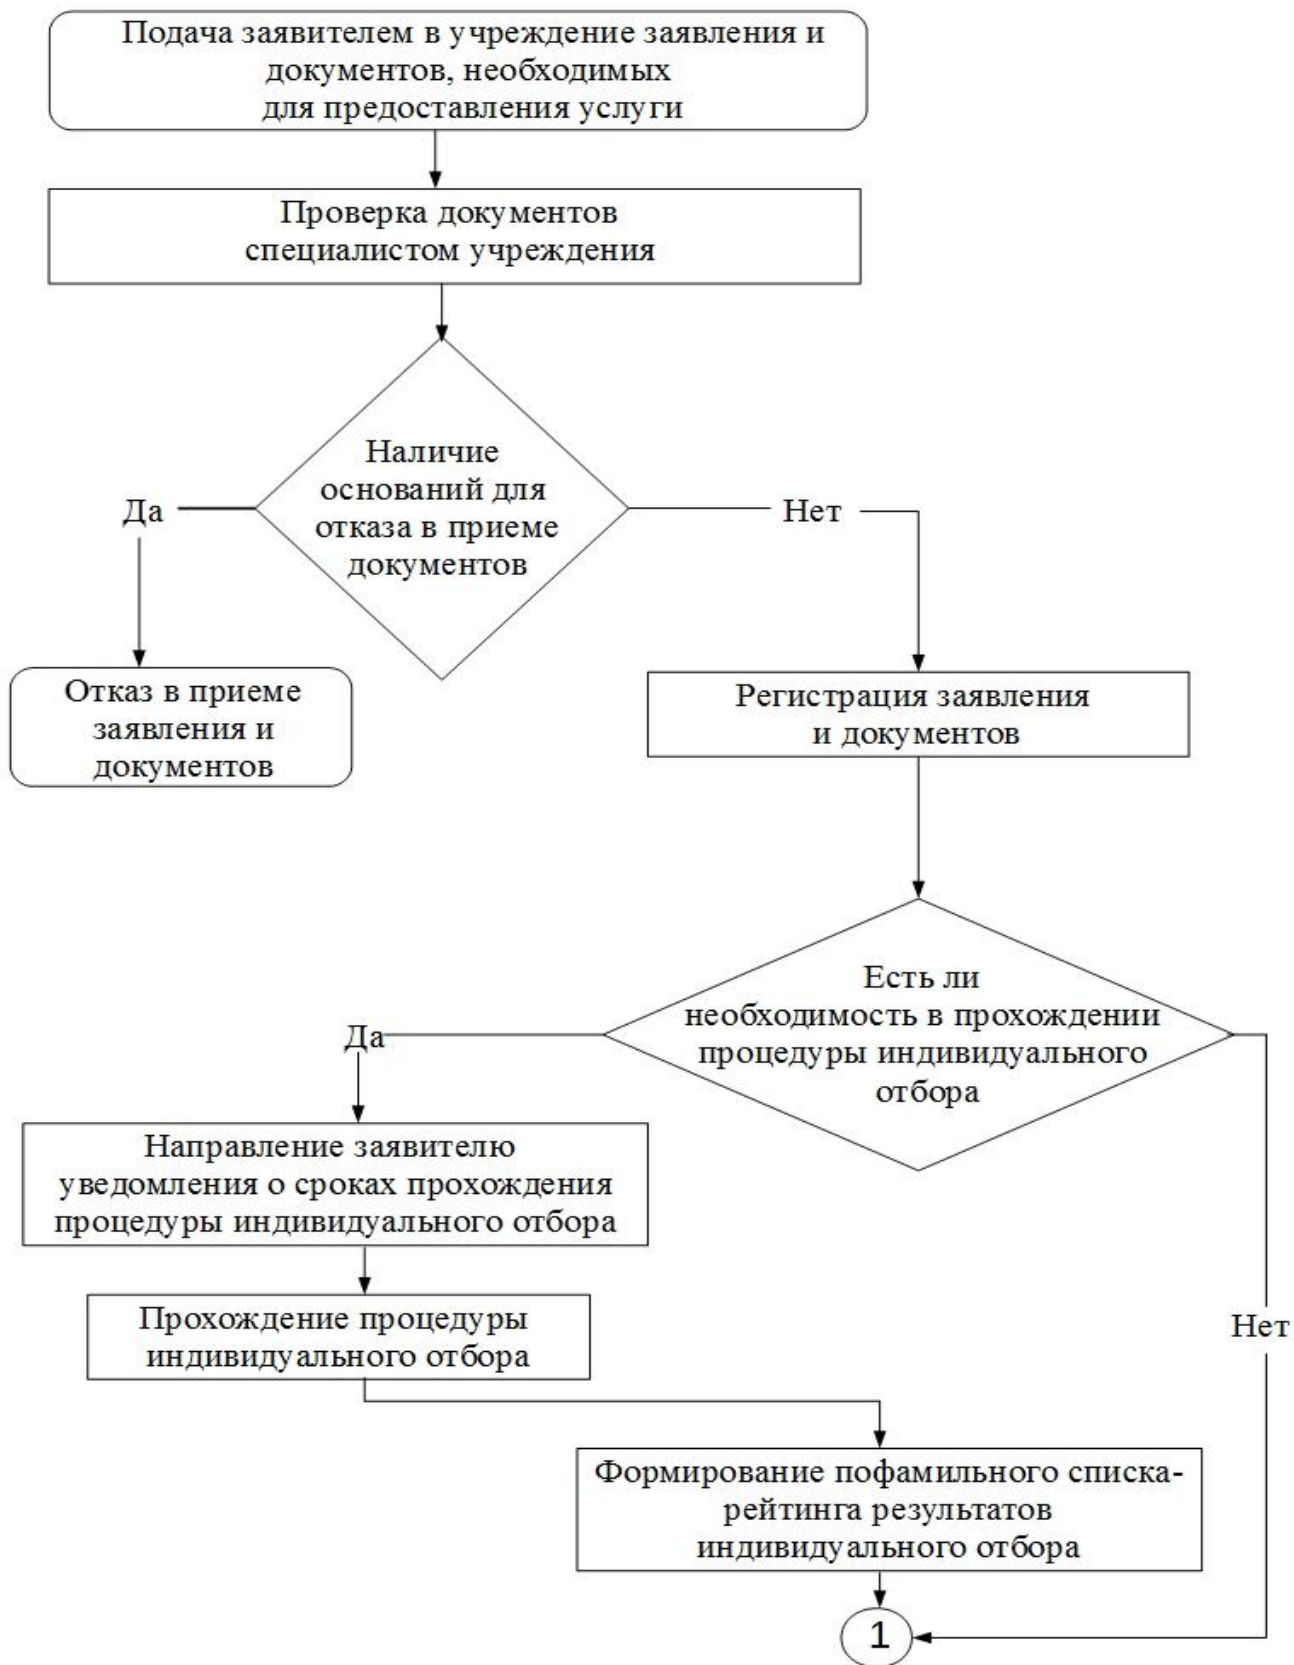 Подача заявителем в учреждение заявления и
документов, необходимых
для предоставления услуги
Проверка документов
специалистом учреждения
Наличие
оснований для
отказа в приеме
документов
Да
Нет
Отказ в приеме
заявления и
документов
Регистрация заявления
и документов
Есть ли
необходимость в прохождении
процедуры индивидуального
отбора
Да
Направление заявителю
уведомления о сроках прохождения
процедуры индивидуального отбора
Прохождение процедуры
индивидуального отбора
Нет
Формирование пофамильного списка-
рейтинга результатов
индивидуального отбора
1